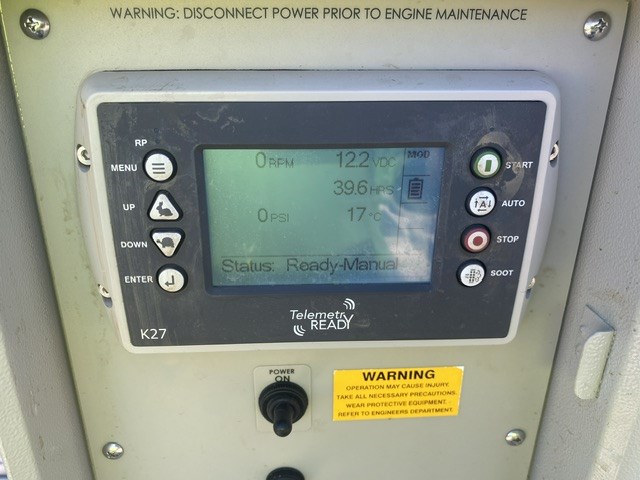 WARNING: DISCONNECT POWER PRIOR TO ENGINE MAINTENANCE
RP
MENU
UP
DOWN
ENTER
0 RPM 12.2 VDC MOD
39.6 HRS
0 PSI 17 °C
Status: Ready-Manual
START
AUTO
A
STOP
SOOT
K27
Telemetry
READY
POWER
ON
WARNING
OPERATION MAY CAUSE INJURY.
TAKE ALL NECESSARY PRECAUTIONS.
WEAR PROTECTIVE EQUIPMENT.
REFER TO ENGINEERS DEPARTMENT.